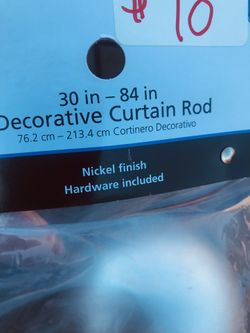 $10
30 in – 84 in
Decorative Curtain Rod
76.2 cm – 213.4 cm Cortinero Decorativo
Nickel finish
Hardware included